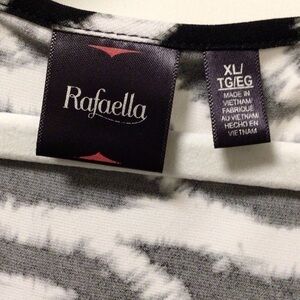 Rafaella
XL/
TG/EG
MADE IN
VIETNAM
FABRIQUÉ
AU VIETNAM
HECHO EN
VIETNAM